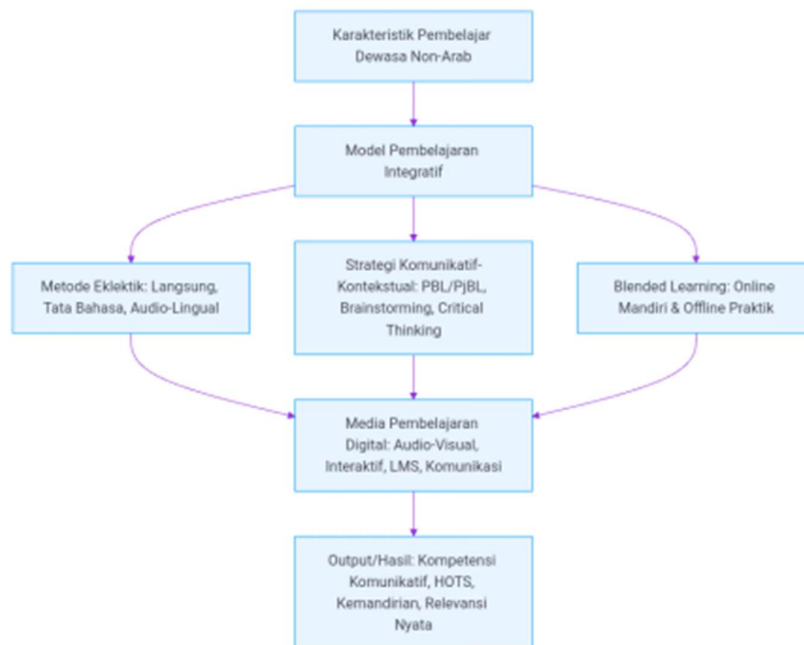 Karakteristik Pembelajar
Dewasa Non-Arab
Model Pembelajaran
Integratif
Metode Eklektik: Langsung,
Tata Bahasa, Audio-Lingual
Strategi Komunikatif-
Kontekstual: PBL/PjBL,
Brainstorming, Critical
Thinking
Blended Learning: Online
Mandiri & Offline Praktik
Media Pembelajaran
Digital: Audio-Visual,
Interaktif, LMS, Komunikasi
Output/Hasil: Kompetensi
Komunikatif, HOTS,
Kemandirian, Relevansi
Nyata